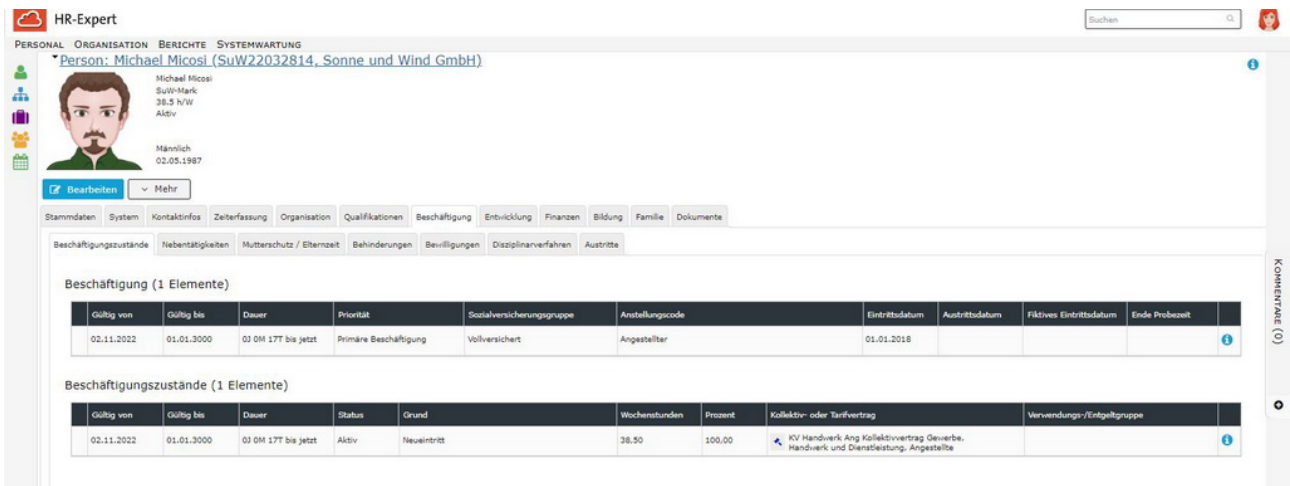 HR-Expert
Suchen
PERSONAL ORGANISATION BERICHTE SYSTEMWARTUNG
Person: Michael Micosi (SuW22032814, Sonne und Wind GmbH)
Michael Micosi
SuW-Mark
38.5 h/W
Aktiv
Männlich
02.05.1987
Bearbeiten Mehr
Stammdaten System Kontaktinfos Zeiterfassung Organisation Qualifikationen Beschäftigung Entwicklung Finanzen Bildung Familie Dokumente
Beschäftigungszustände Nebentätigkeiten Mutterschutz / Elternzeit Behinderungen Bewilligungen Disziplinarverfahren Austritte
Beschäftigung (1 Elemente)
Gültig von Gültig bis Dauer Priorität Sozialversicherungsgruppe Anstellungscode Eintrittsdatum Austrittsdatum Fiktives Eintrittsdatum Ende Probezeit
02.11.2022 01.01.3000 0J 0M 17T bis jetzt Primäre Beschäftigung Vollversichert Angestellter 01.01.2018
Beschäftigungszustände (1 Elemente)
Gültig von Gültig bis Dauer Status Grund Wochenstunden Prozent Kollektiv- oder Tarifvertrag Verwendungs-/Entgeltgruppe
02.11.2022 01.01.3000 0J 0M 17T bis jetzt Aktiv Neueintritt 38.50 100,00 KV Handwerk Ang Kollektivvertrag Gewerbe,
Handwerk und Dienstleistung, Angestellte
KOMMENTARE (0)